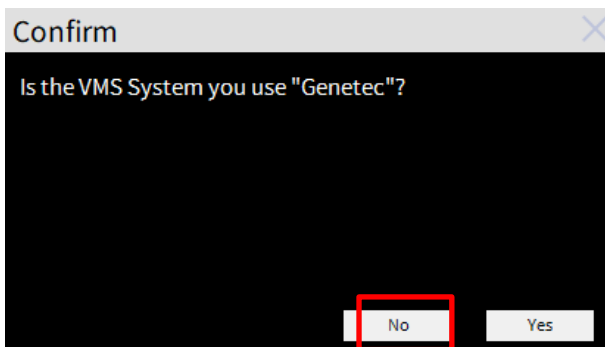 Confirm
Is the VMS System you use "Genetec"?
No
Yes